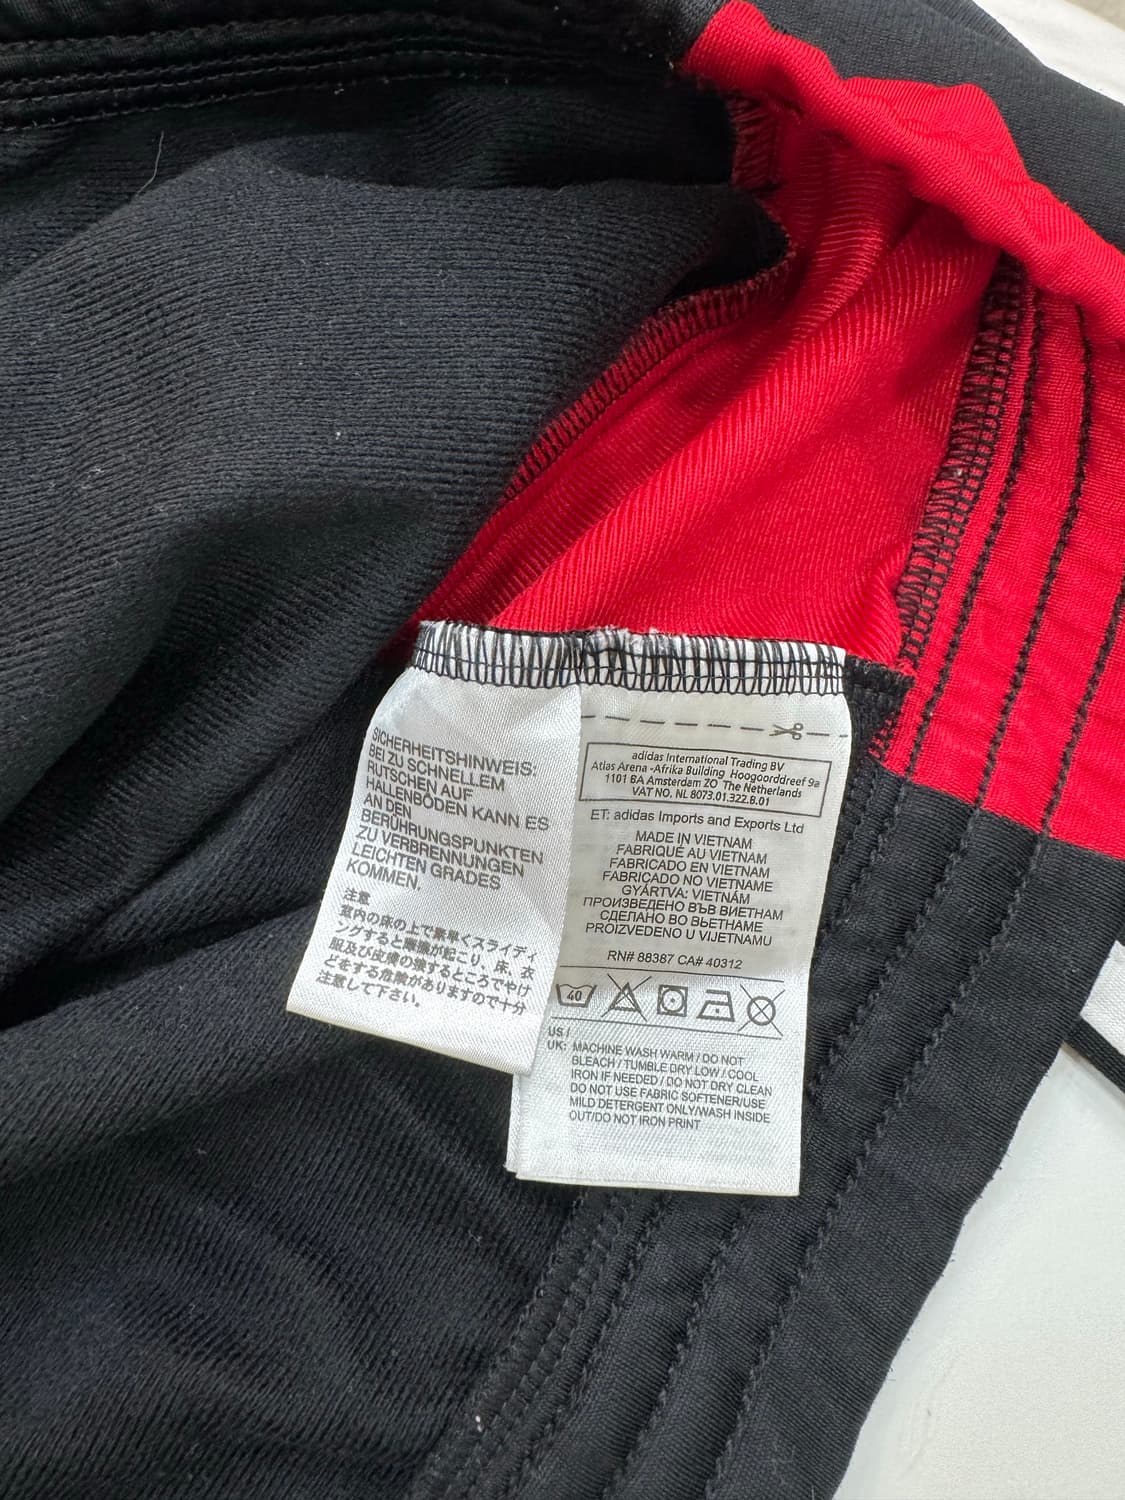 SICHERHEITSHINWEIS:
BEI ZU SCHNELLEM
RUTSCHEN AUF
HALLENBÖDEN KANN ES
AN DEN
BERÜHRUNGSPUNKTEN
ZU VERBRENNUNGEN
LEICHTEN GRADES
KOMMEN.
注意
室内の床の上で素早くスライディ
ングすると摩擦が起こり、床、衣
服及び皮膚の接するところでやけ
どをする危険がありますので十分
注意して下さい。
adidas International Trading BV
Atlas Arena -Afrika Building Hoogoorddreef 9a
1101 BA Amsterdam ZO The Netherlands
VAT NO. NL 8073.01.322.B.01
ET: adidas Imports and Exports Ltd
MADE IN VIETNAM
FABRIQUÉ AU VIETNAM
FABRICADO EN VIETNAM
FABRICADO NO VIETNAME
GYÁRTVA: VIETNÁM
ПРОИЗВЕДЕНО ВЪВ ВИЕТНАМ
СДЕЛАНО ВО ВЬЕТНАМЕ
PROIZVEDENO U VIJETNAMU
RN# 88387 CA# 40312
40
US /
UK: MACHINE WASH WARM / DO NOT
BLEACH / TUMBLE DRY LOW / COOL
IRON IF NEEDED / DO NOT DRY CLEAN
DO NOT USE FABRIC SOFTENER/USE
MILD DETERGENT ONLY/WASH INSIDE
OUT/DO NOT IRON PRINT